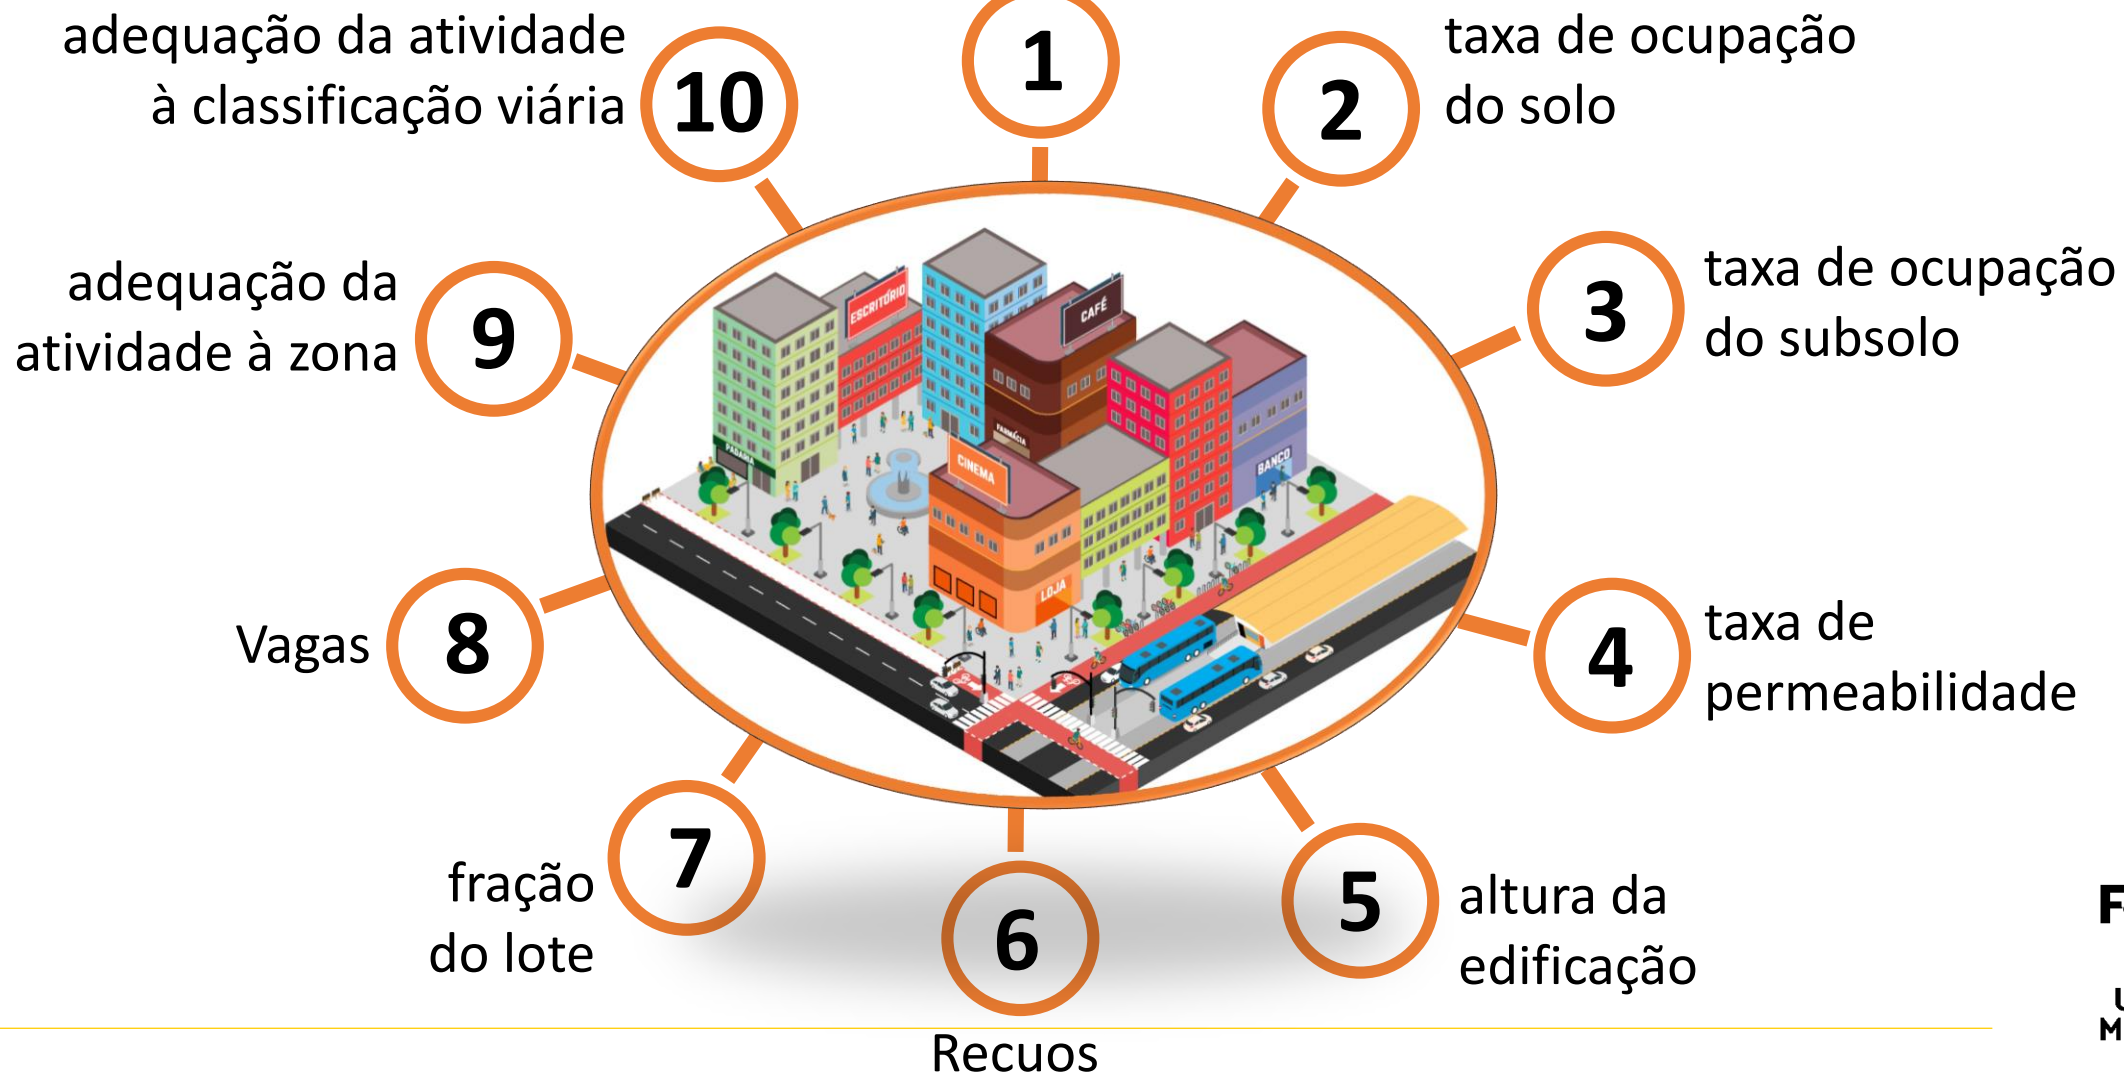 1
2
taxa de ocupação
do solo
3
taxa de ocupação
do subsolo
4
taxa de
permeabilidade
5
altura da
edificação
6
Recuos
7
fração
do lote
8
Vagas
9
adequação da
atividade à zona
10
adequação da atividade
à classificação viária
ESCRITÓRIO
CAFÉ
FARMÁCIA
PADARIA
CINEMA
BANCO
LOJA